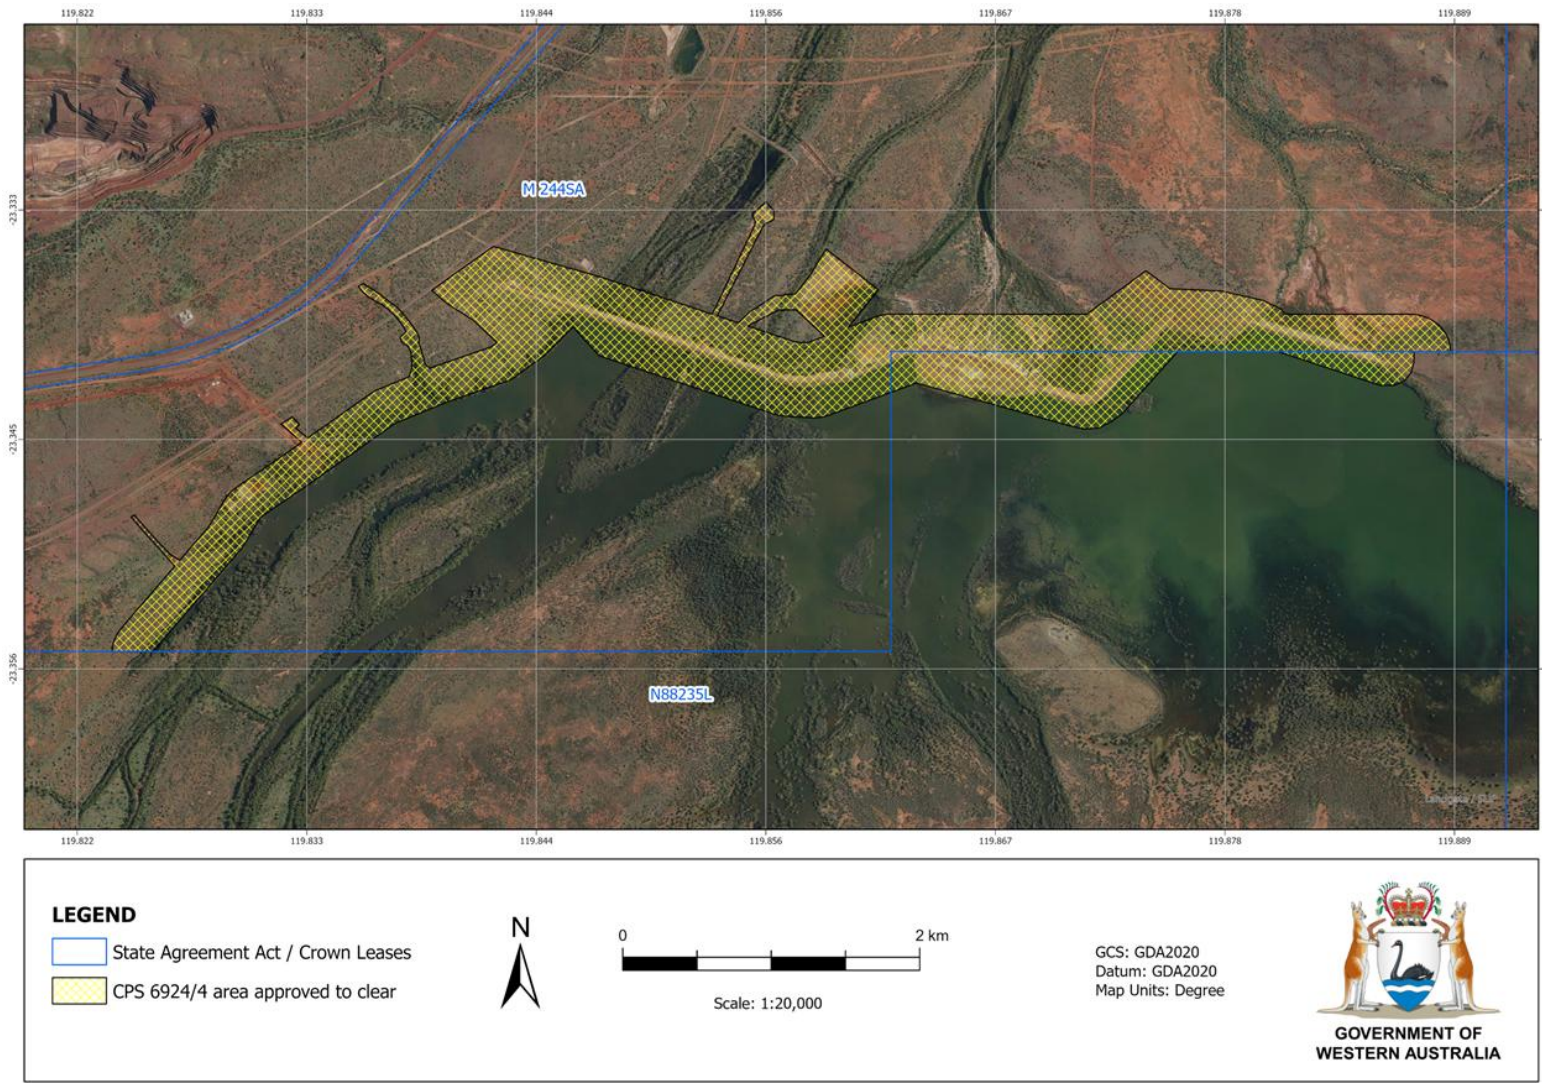 119.822 119.833 119.844 119.856 119.867 119.878 119.889
M 244SA
-23.333
-23.345
-23.356
N88235L
119.822 119.833 119.844 119.856 119.867 119.878 119.889
LEGEND
State Agreement Act / Crown Leases
CPS 6924/4 area approved to clear
N
0 2 km
Scale: 1:20,000
GCS: GDA2020
Datum: GDA2020
Map Units: Degree
GOVERNMENT OF
WESTERN AUSTRALIA